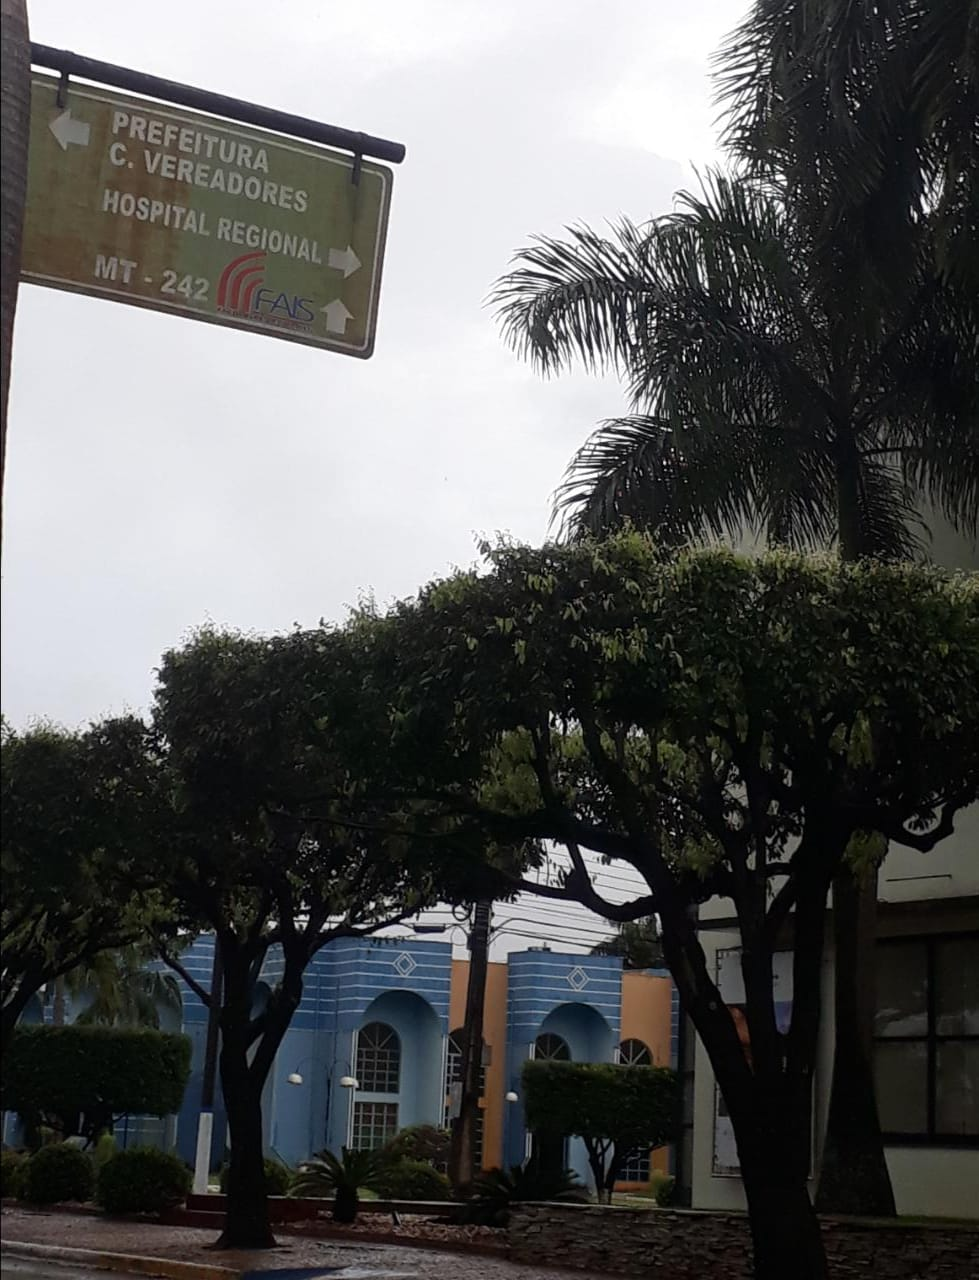 PREFEITURA
C. VEREADORES
HOSPITAL REGIONAL
MT - 242 FAIS